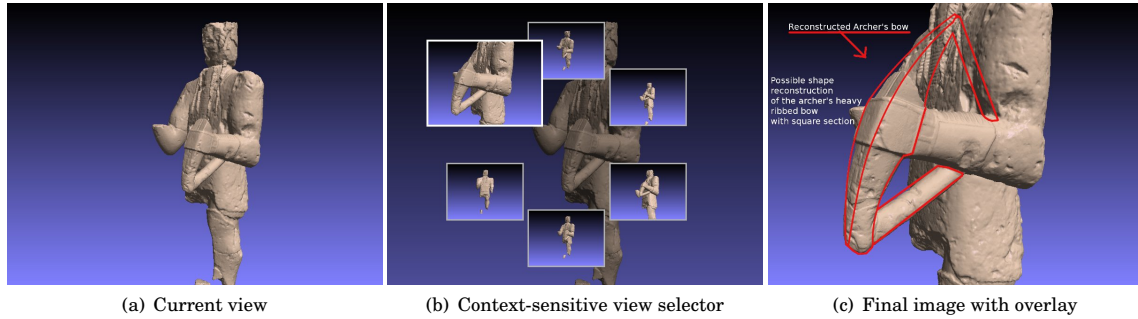 Reconstructed Archer's bow
Possible shape
reconstruction
of the archer's heavy
ribbed bow
with square section
(a) Current view
(b) Context-sensitive view selector
(c) Final image with overlay